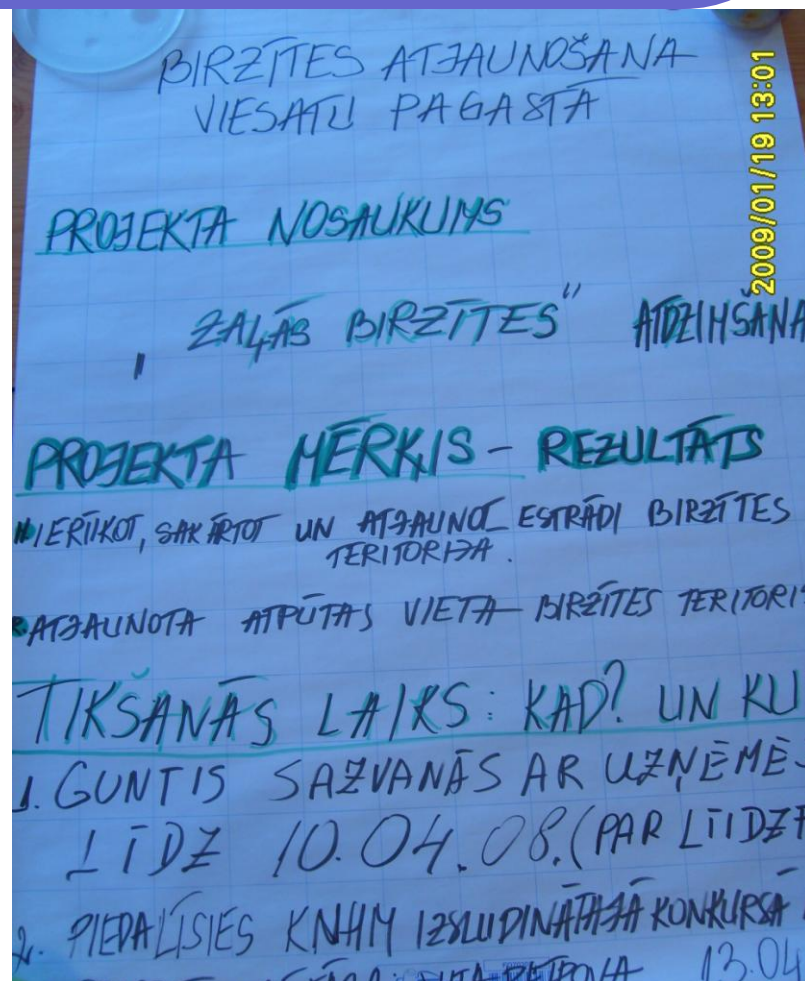 BIRZĪTES ATJAUNOŠANA
VIESATU PAGASTĀ
2009/01/19 13:01
PROJEKTA NOSAUKUMS
„ ZAĻĀS BIRZĪTES" ATDZIMŠANA
PROJEKTA MĒRĶIS - REZULTĀTS
IERĪKOT, SAKĀRTOT UN ATJAUNOT ESTRĀDI BIRZĪTES
TERITORIJĀ.
ATJAUNOTA ATPŪTAS VIETA BIRZĪTES
TIKŠANĀS LAIKS: KAD? UN KU
1. GUNTIS SAZVANĀS AR UZŅĒMĒ-
LĪDZ 10.04.08. (PAR
2. PIEDALĪSIES KNHM IZSLUDINĀTAJĀ KONKURSĀ
13.04